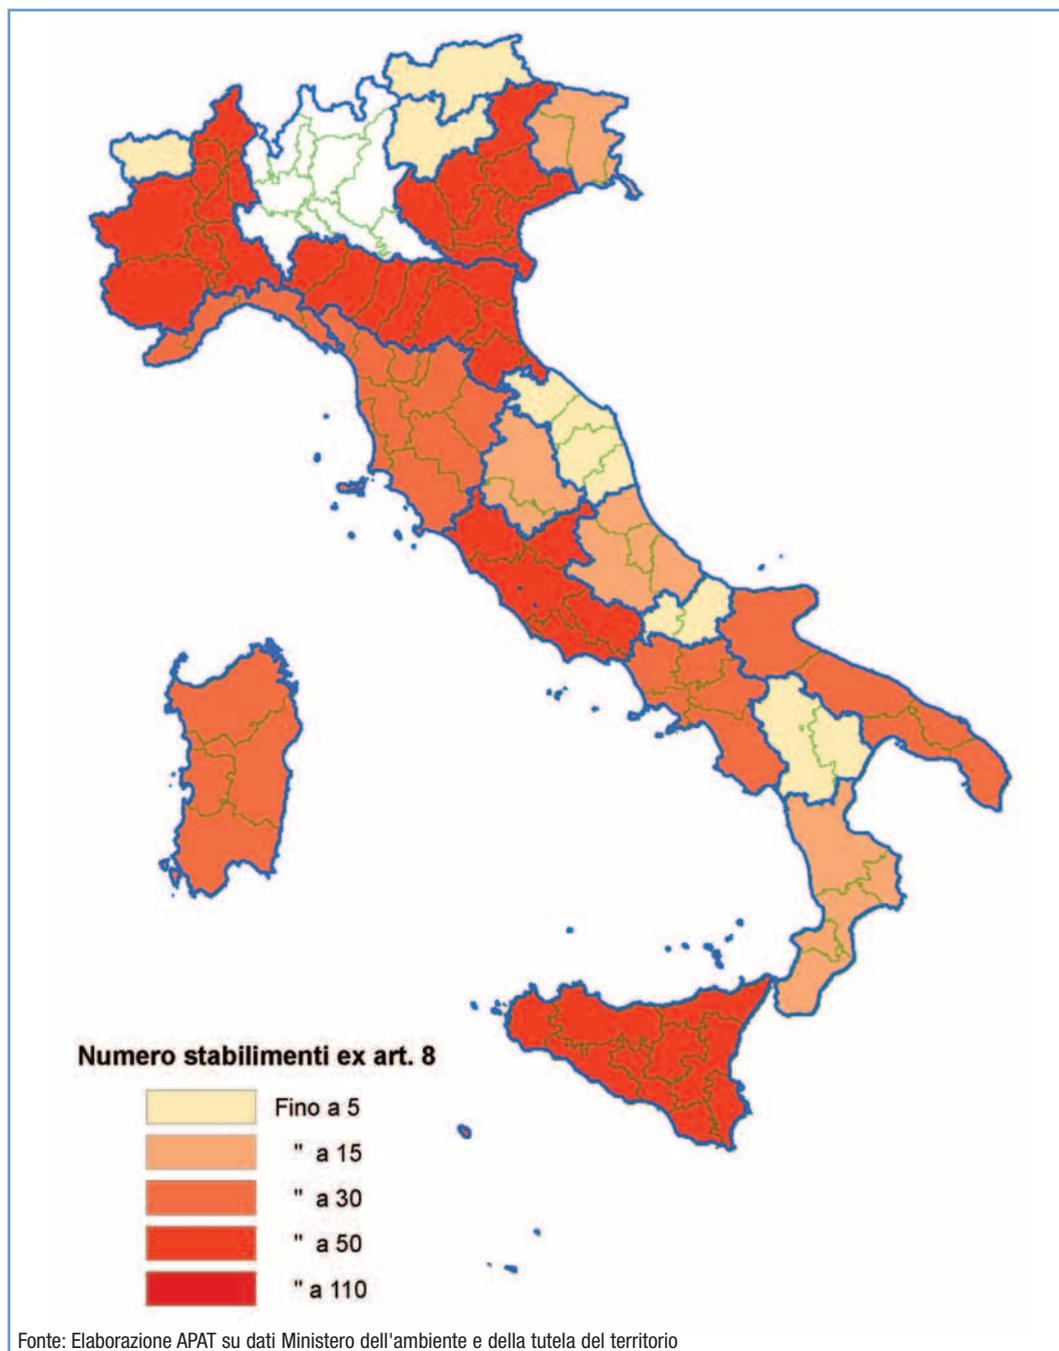 Numero stabilimenti ex art. 8
Fino a 5
" a 15
" a 30
" a 50
" a 110
Fonte: Elaborazione APAT su dati Ministero dell'ambiente e della tutela del territorio